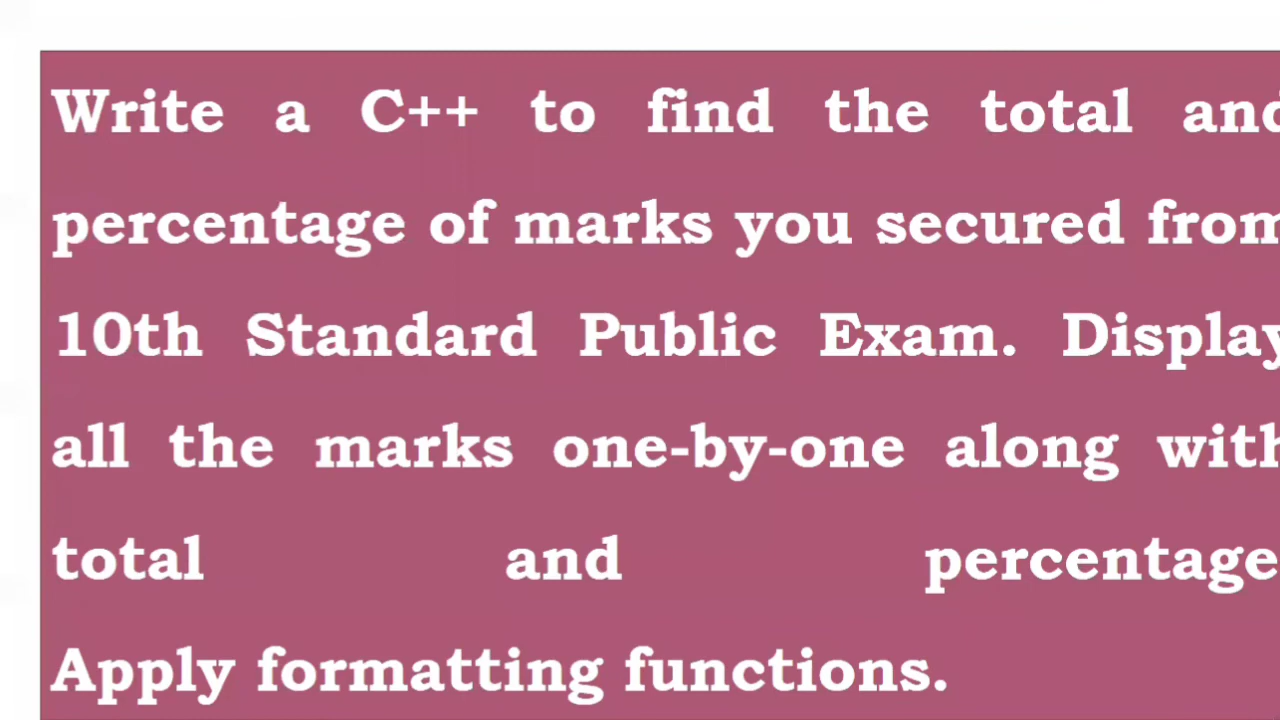 Write a C++ to find the total and
percentage of marks you secured from
10th Standard Public Exam. Display
all the marks one-by-one along with
total and percentage
Apply formatting functions.